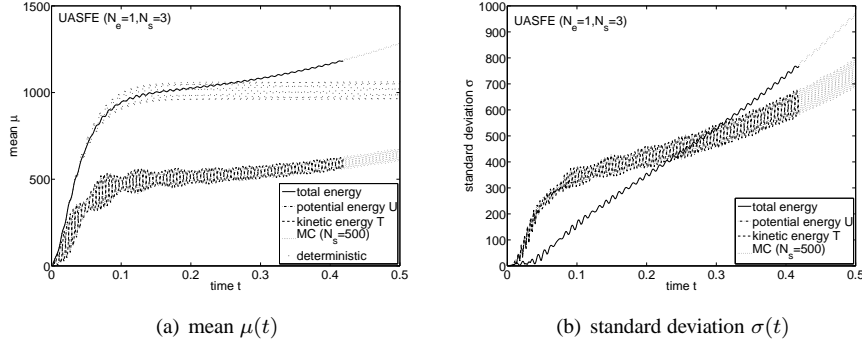 UASFE (N_e=1,N_s=3)
1500
1000
500
0
0
0.1
0.2
0.3
0.4
0.5
mean μ
time t
total energy
potential energy U
kinetic energy T
MC (N_s=500)
deterministic
(a) mean μ(t)
UASFE (N_e=1,N_s=3)
1000
900
800
700
600
500
400
300
200
100
0
0
0.1
0.2
0.3
0.4
0.5
standard deviation σ
time t
total energy
potential energy U
kinetic energy T
MC (N_s=500)
(b) standard deviation σ(t)